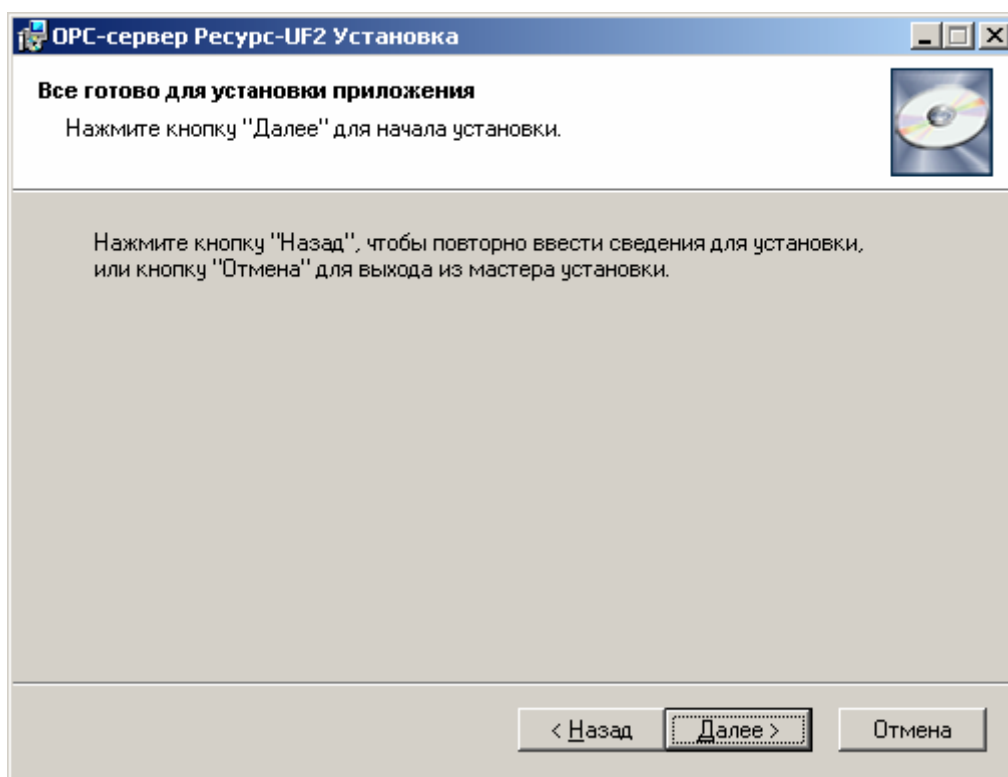 ОРС-сервер Ресурс-UF2 Установка
Все готово для установки приложения
Нажмите кнопку "Далее" для начала установки.
Нажмите кнопку "Назад", чтобы повторно ввести сведения для установки,
или кнопку "Отмена" для выхода из мастера установки.
< Назад
Далее >
Отмена